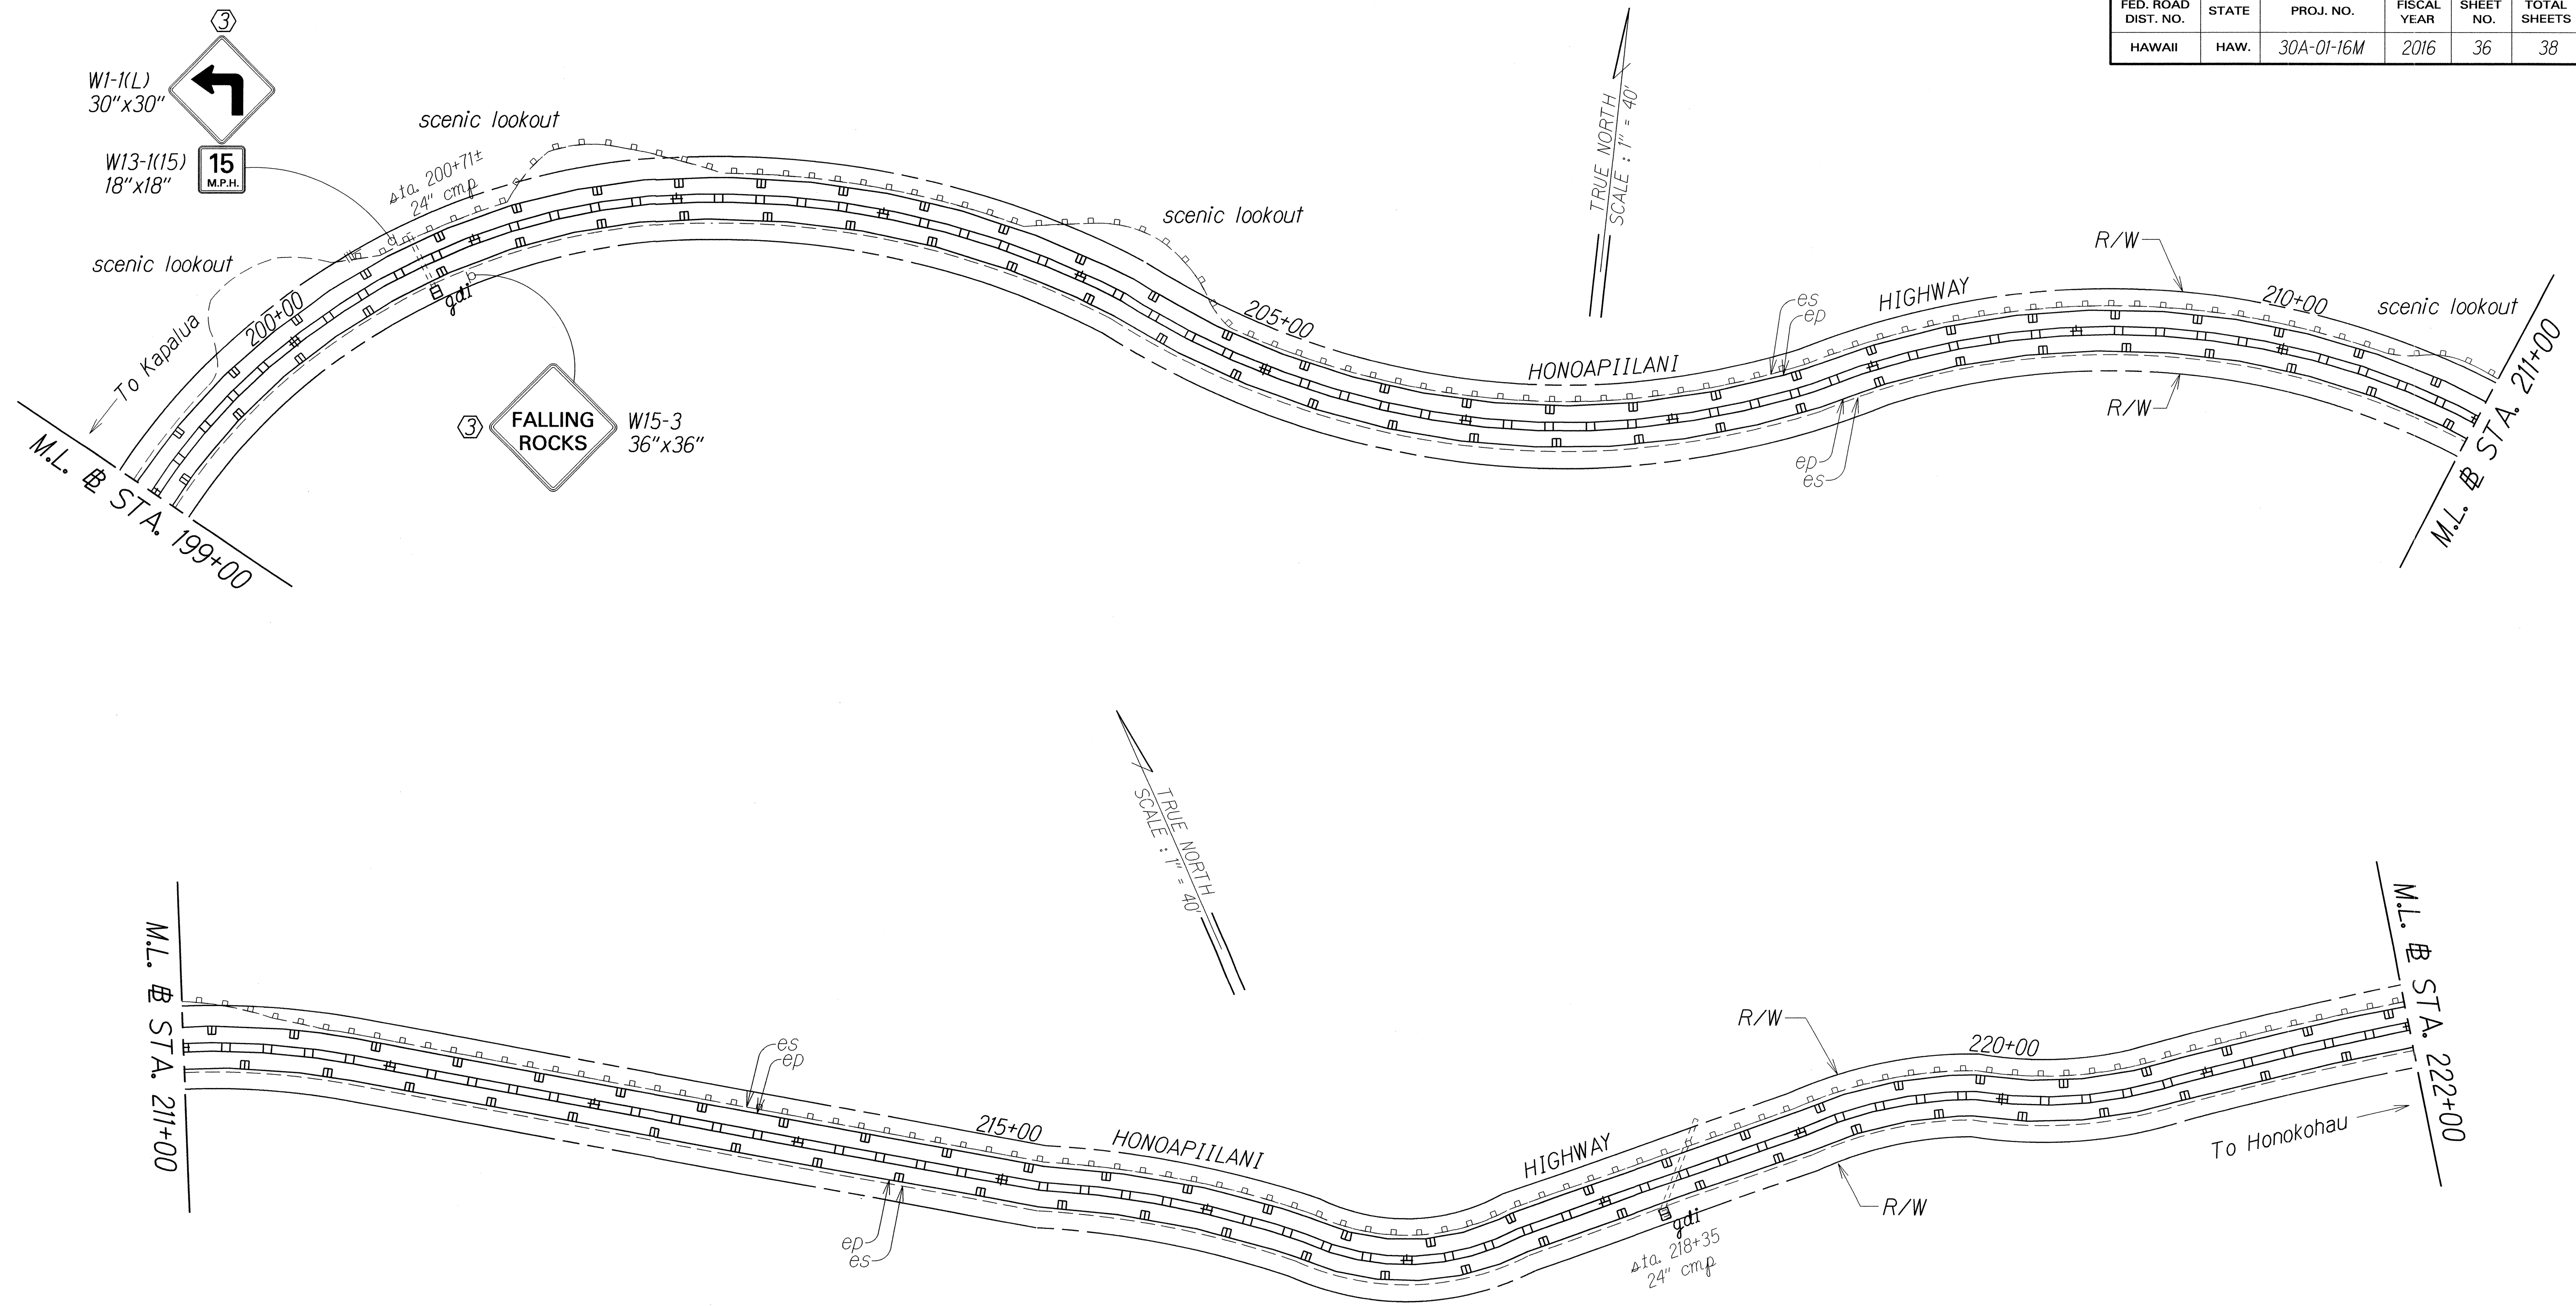 FED. ROAD DIST. NO. STATE PROJ. NO. FISCAL YEAR SHEET NO. TOTAL SHEETS
HAWAII HAW. 30A-01-16M 2016 36 38
3
W1-1(L)
30"x30"
W13-1(15)
18"x18"
15
M.P.H.
scenic lookout
sta. 200+71±
24" cmp
scenic lookout
scenic lookout
TRUE NORTH
SCALE : 1" = 40'
200+00
gdi
To Kapalua
205+00
HONOAPIILANI
HIGHWAY
es
ep
R/W
210+00
scenic lookout
3
FALLING
ROCKS
W15-3
36"x36"
ep
es
R/W
M.L. BL STA. 199+00
M.L. BL STA. 211+00
TRUE NORTH
SCALE : 1" = 40'
M.L. BL STA. 211+00
es
ep
215+00
HONOAPIILANI
HIGHWAY
R/W
220+00
ep
es
gdi
sta. 218+35
24" cmp
R/W
To Honokohau
M.L. BL STA. 222+00